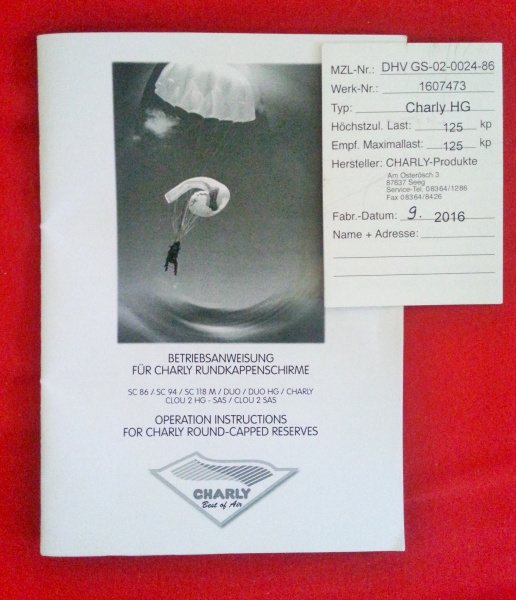 MZL-Nr.: DHV GS-02-0024-86
Werk-Nr.: 1607473
Typ: Charly HG
Höchstzul. Last: 125 kp
Empf. Maximallast: 125 kp
Hersteller: CHARLY-Produkte
Am Osterösch 3
87637 Seeg
Service-Tel. 08364/1286
Fax 08364/8426
Fabr.-Datum: 9. 2016
Name + Adresse:
BETRIEBSANWEISUNG
FÜR CHARLY RUNDKAPPENSCHIRME
SC 86 / SC 94 / SC 118 M / DUO / DUO HG / CHARLY
CLOU 2 HG - SAS / CLOU 2 SAS
OPERATION INSTRUCTIONS
FOR CHARLY ROUND-CAPPED RESERVES
CHARLY
Best of Air